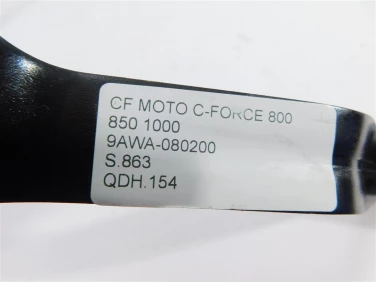 CF MOTO C-FORCE 800
850 1000
9AWA-080200
S.863
QDH.154